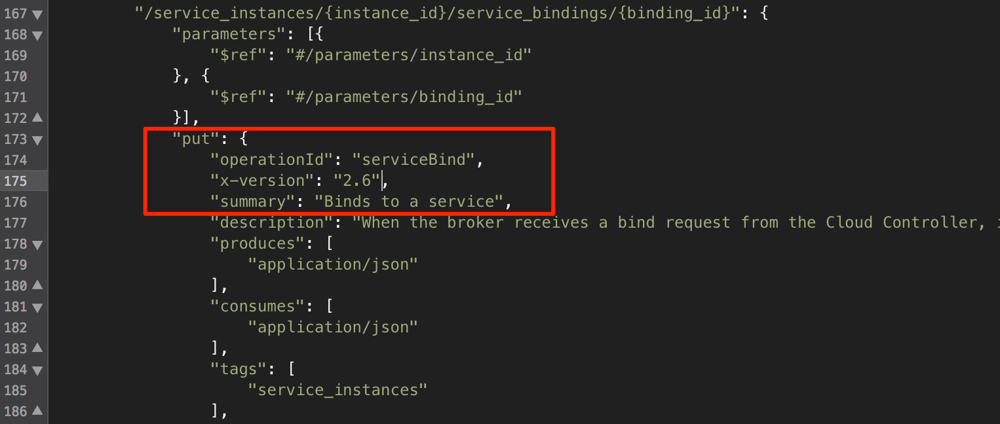 167 "/service_instances/{instance_id}/service_bindings/{binding_id}": {
168 "parameters": [{
169 "$ref": "#/parameters/instance_id"
170 }, {
171 "$ref": "#/parameters/binding_id"
172 }],
173 "put": {
174 "operationId": "serviceBind",
175 "x-version": "2.6",
176 "summary": "Binds to a service",
177 "description": "When the broker receives a bind request from the Cloud Controller,
178 "produces": [
179 "application/json"
180 ],
181 "consumes": [
182 "application/json"
183 ],
184 "tags": [
185 "service_instances"
186 ],